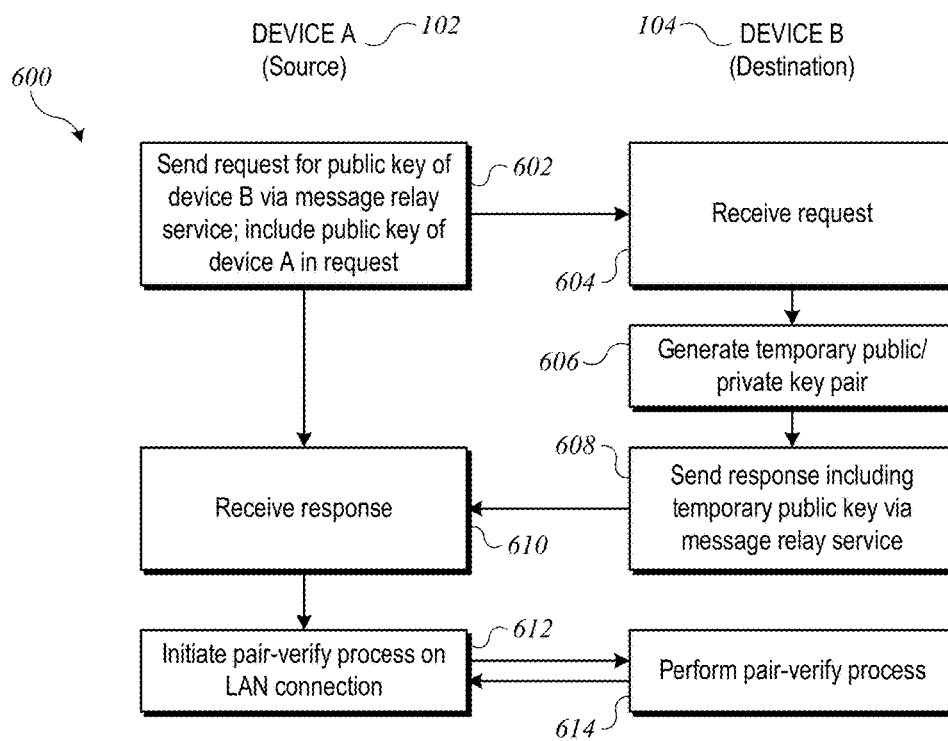 DEVICE A
(Source)
102
104
DEVICE B
(Destination)
600
Send request for public key of
device B via message relay
service; include public key of
device A in request
602
Receive request
604
606
Generate temporary public/
private key pair
608
Send response including
temporary public key via
message relay service
Receive response
610
Initiate pair-verify process on
LAN connection
612
Perform pair-verify process
614